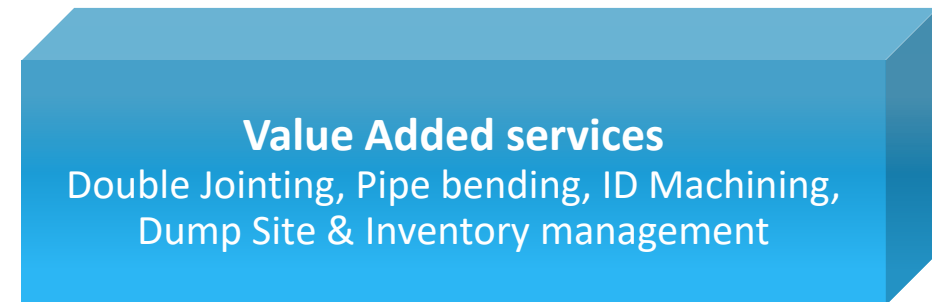 Value Added services
Double Jointing, Pipe bending, ID Machining,
Dump Site & Inventory management